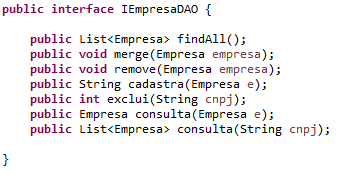 public interface IEmpresaDAO {
public List<Empresa> findAll();
public void merge(Empresa empresa);
public void remove(Empresa empresa);
public String cadastra(Empresa e);
public int exclui(String cnpj);
public Empresa consulta(Empresa e);
public List<Empresa> consulta(String cnpj);
}